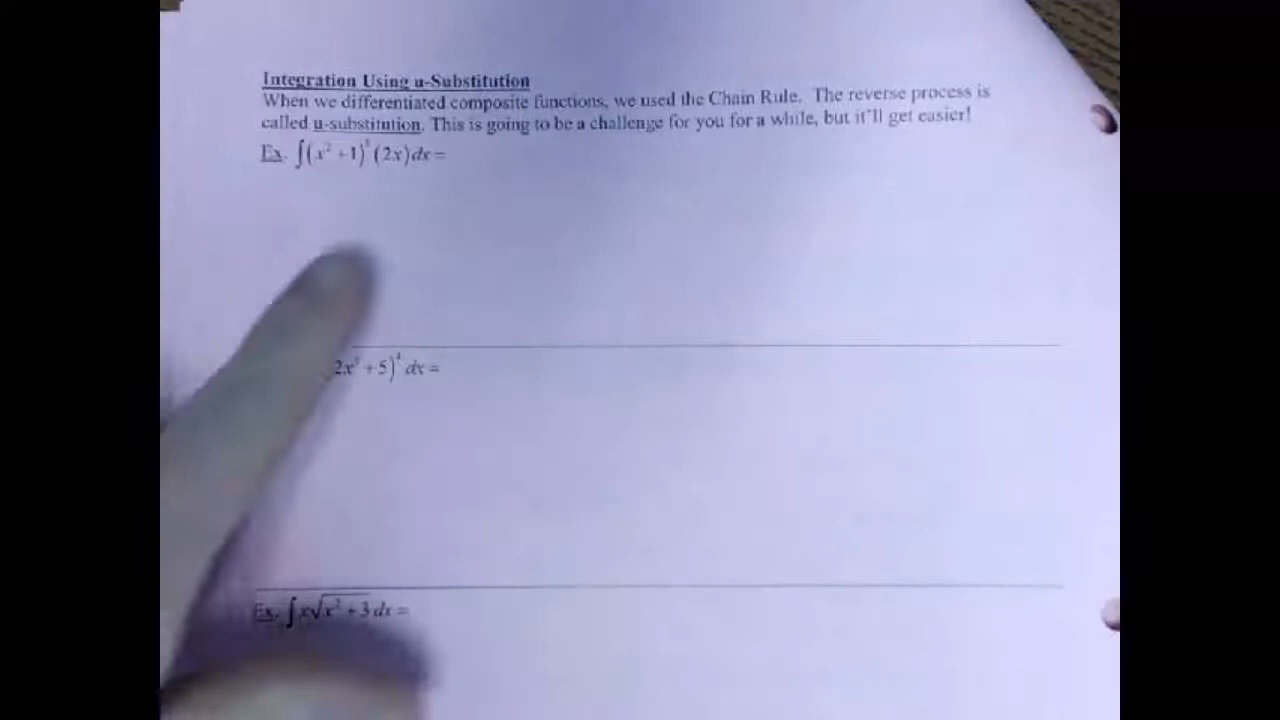 Integration Using u-Substitution
When we differentiated composite functions, we used the Chain Rule. The reverse process is
called u-substitution. This is going to be a challenge for you for a while, but it'll get easier!
Ex. ∫(x² +1) (2x)dx =
+5)⁴ dx =
Ex. ∫x√x² +3 dx =